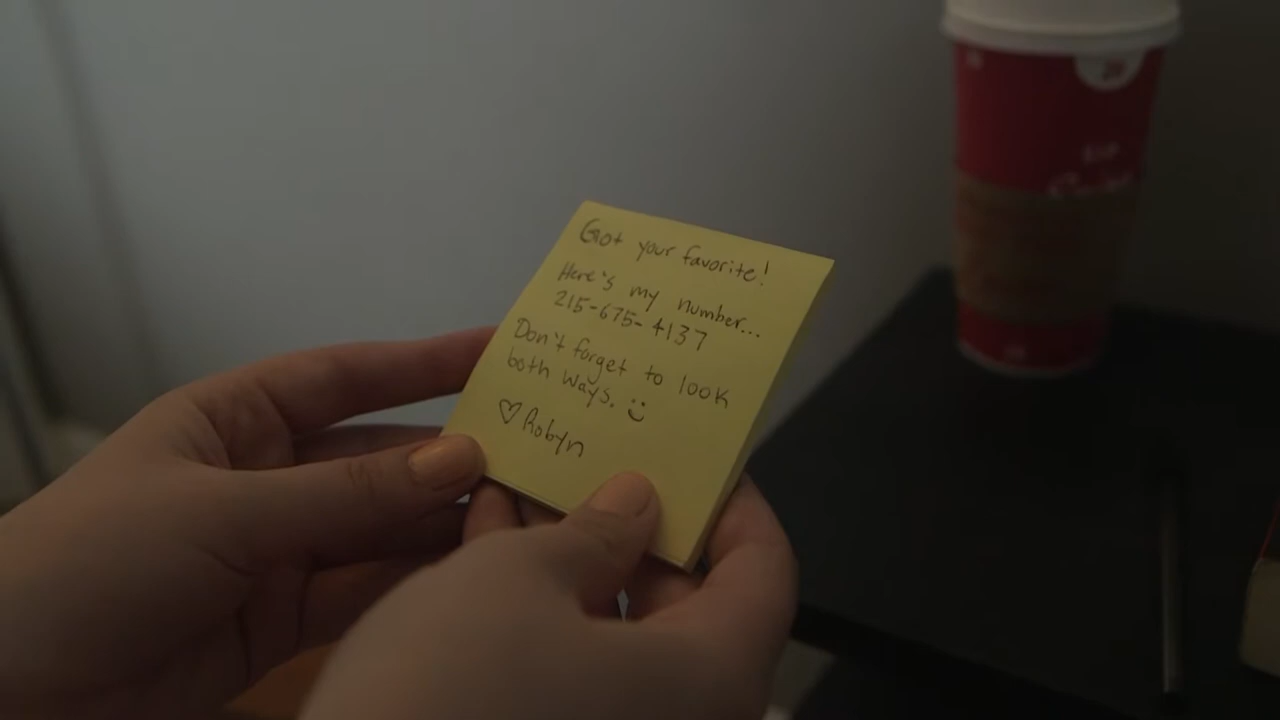 Got your favorite!
Here's my number...
215-675-4137
Don't forget to look
both ways. :)
♡ Robyn